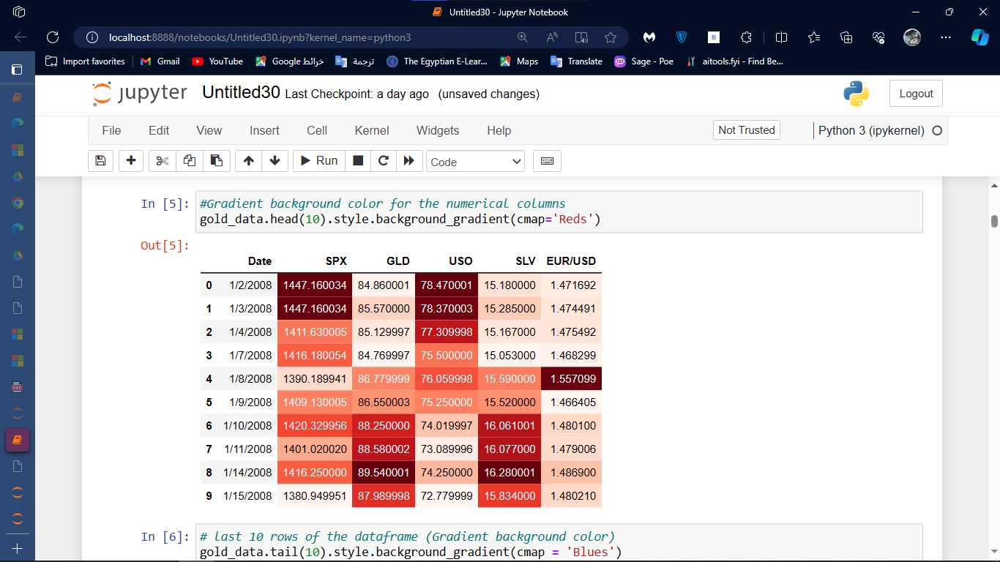 Untitled30 - Jupyter Notebook
localhost:8888/notebooks/Untitled30.ipynb?kernel_name=python3
Import favorites Gmail YouTube خرائط Google ترجمة The Egyptian E-Lear... Maps Translate Sage - Poe aitools.fyi - Find Be...
jupyter Untitled30 Last Checkpoint: a day ago (unsaved changes) Logout
File Edit View Insert Cell Kernel Widgets Help Not Trusted Python 3 (ipykernel)
Run Code
In [5]: #Gradient background color for the numerical columns
gold_data.head(10).style.background_gradient(cmap='Reds')
Out[5]:
Date SPX GLD USO SLV EUR/USD
0 1/2/2008 1447.160034 84.860001 78.470001 15.180000 1.471692
1 1/3/2008 1447.160034 85.570000 78.370003 15.285000 1.474491
2 1/4/2008 1411.630005 85.129997 77.309998 15.167000 1.475492
3 1/7/2008 1416.180054 84.769997 75.500000 15.053000 1.468299
4 1/8/2008 1390.189941 86.779999 76.059998 15.590000 1.557099
5 1/9/2008 1409.130005 86.550003 75.250000 15.520000 1.466405
6 1/10/2008 1420.329956 88.250000 74.019997 16.061001 1.480100
7 1/11/2008 1401.020020 88.580002 73.089996 16.077000 1.479006
8 1/14/2008 1416.250000 89.540001 74.250000 16.280001 1.486900
9 1/15/2008 1380.949951 87.989998 72.779999 15.834000 1.480210
In [6]: # last 10 rows of the dataframe (Gradient background color)
gold_data.tail(10).style.background_gradient(cmap = 'Blues')